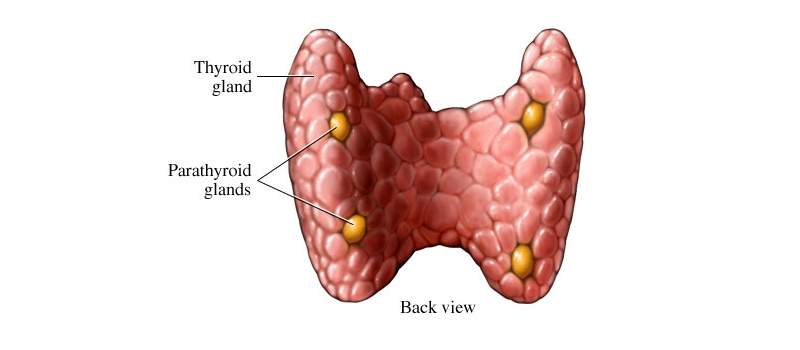 Thyroid
gland
Parathyroid
glands
Back view